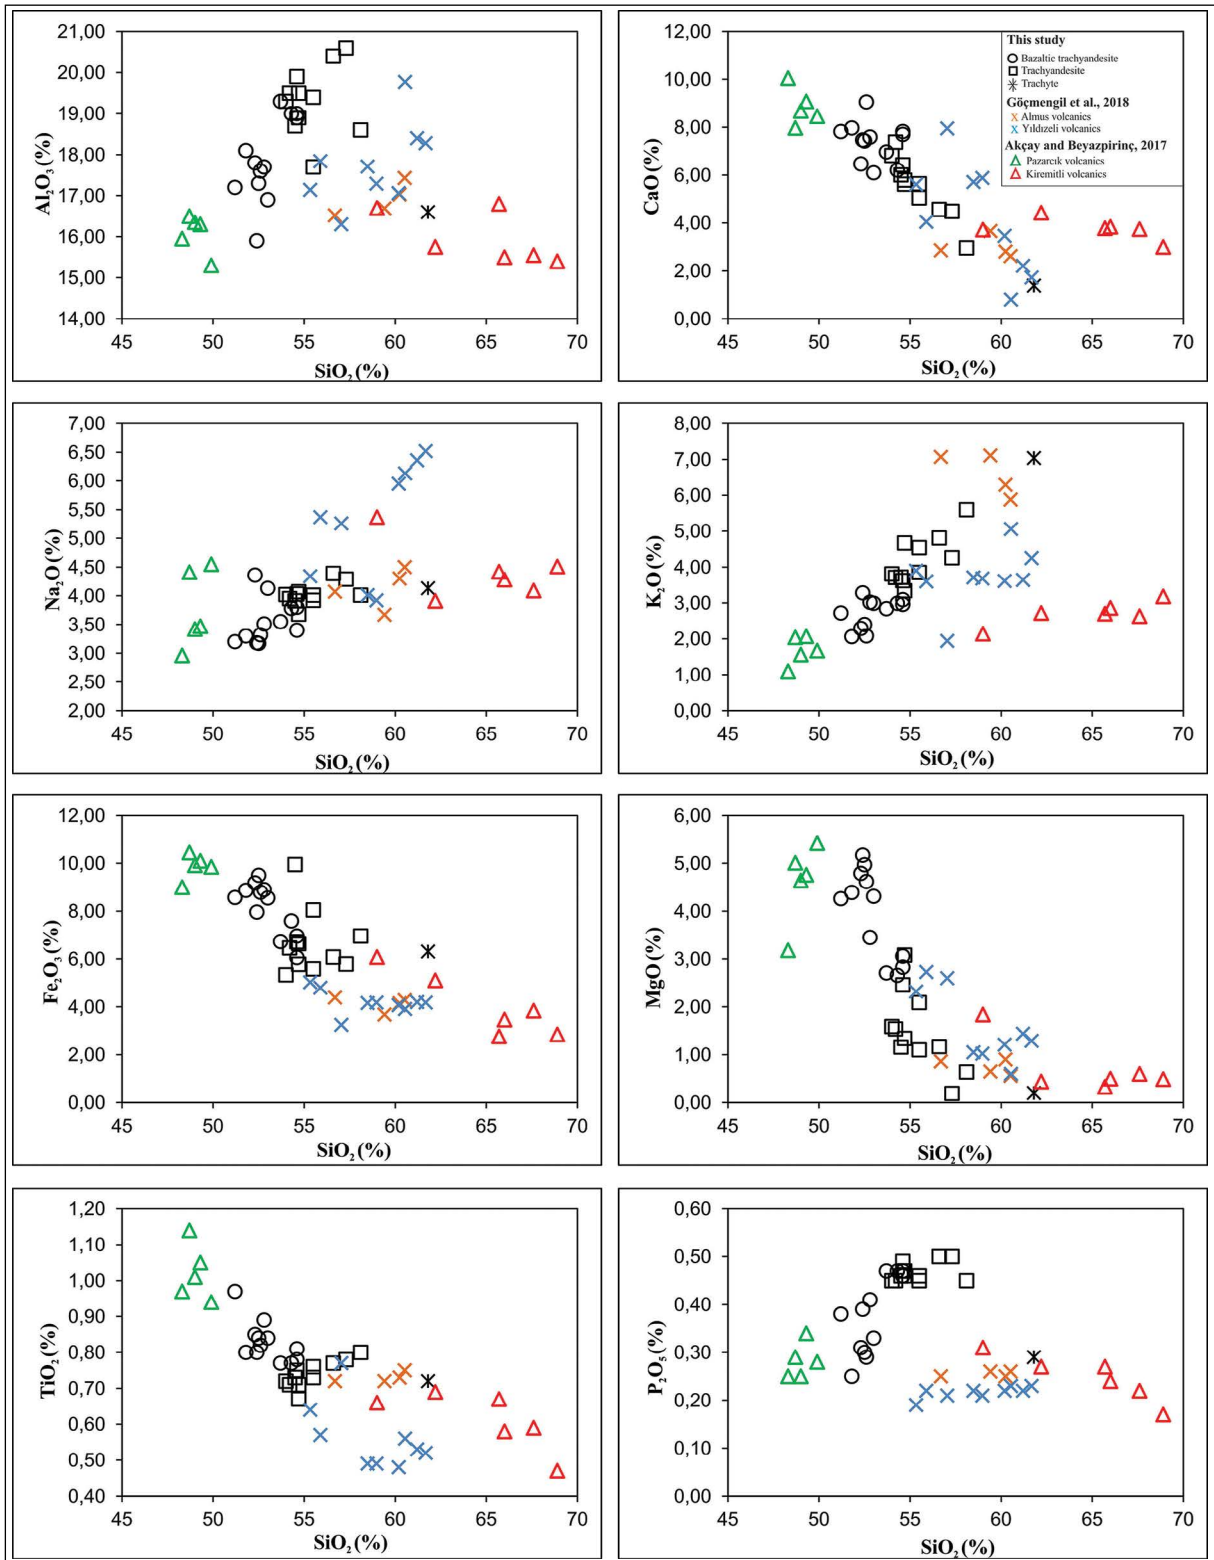 21,00
20,00
19,00
18,00
17,00
16,00
15,00
14,00
Al₂O₃(%)
45 50 55 60 65 70
SiO₂(%)
12,00
10,00
8,00
6,00
4,00
2,00
0,00
CaO(%)
45 50 55 60 65 70
SiO₂(%)
This study
Bazaltic trachyandesite
Trachyandesite
Trachyte
Göçmengil et al., 2018
Almus volcanics
Yıldızeli volcanics
Akçay and Beyazpirinç, 2017
Pazarcık volcanics
Kiremitli volcanics
7,00
6,50
6,00
5,50
5,00
4,50
4,00
3,50
3,00
2,50
2,00
Na₂O(%)
45 50 55 60 65 70
SiO₂(%)
8,00
7,00
6,00
5,00
4,00
3,00
2,00
1,00
0,00
K₂O(%)
45 50 55 60 65 70
SiO₂(%)
12,00
10,00
8,00
6,00
4,00
2,00
0,00
Fe₂O₃(%)
45 50 55 60 65 70
SiO₂(%)
6,00
5,00
4,00
3,00
2,00
1,00
0,00
MgO(%)
45 50 55 60 65 70
SiO₂(%)
1,20
1,10
1,00
0,90
0,80
0,70
0,60
0,50
0,40
TiO₂(%)
45 50 55 60 65 70
SiO₂(%)
0,60
0,50
0,40
0,30
0,20
0,10
0,00
P₂O₅(%)
45 50 55 60 65 70
SiO₂(%)